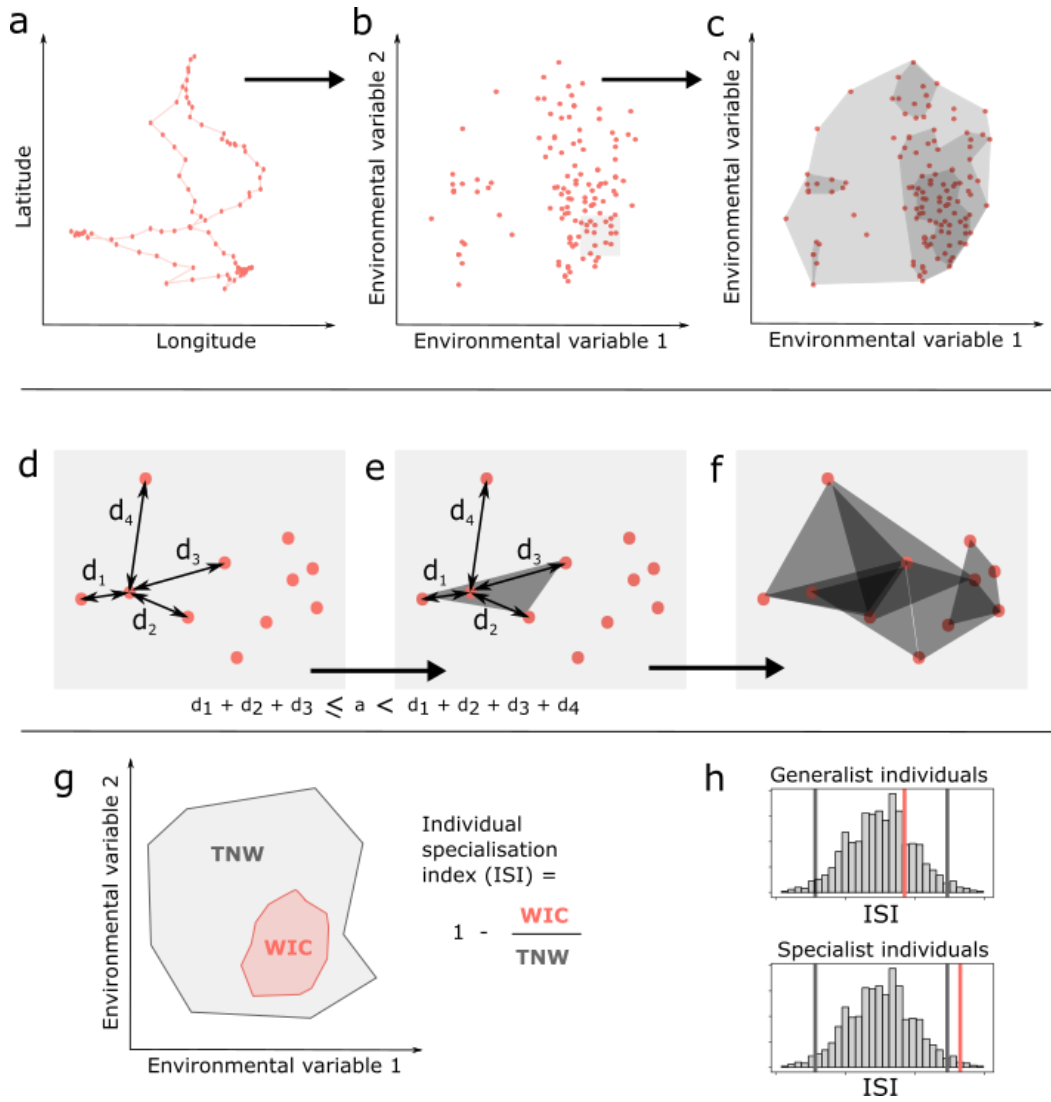 a
Latitude
Longitude
b
Environmental variable 2
Environmental variable 1
c
Environmental variable 2
Environmental variable 1
d
d4
d3
d1
d2
e
d4
d3
d1
d2
f
d1 + d2 + d3 ≤ a < d1 + d2 + d3 + d4
g
Environmental variable 2
TNW
WIC
Environmental variable 1
Individual
specialisation
index (ISI) =
1 - WIC
TNW
h
Generalist individuals
ISI
Specialist individuals
ISI